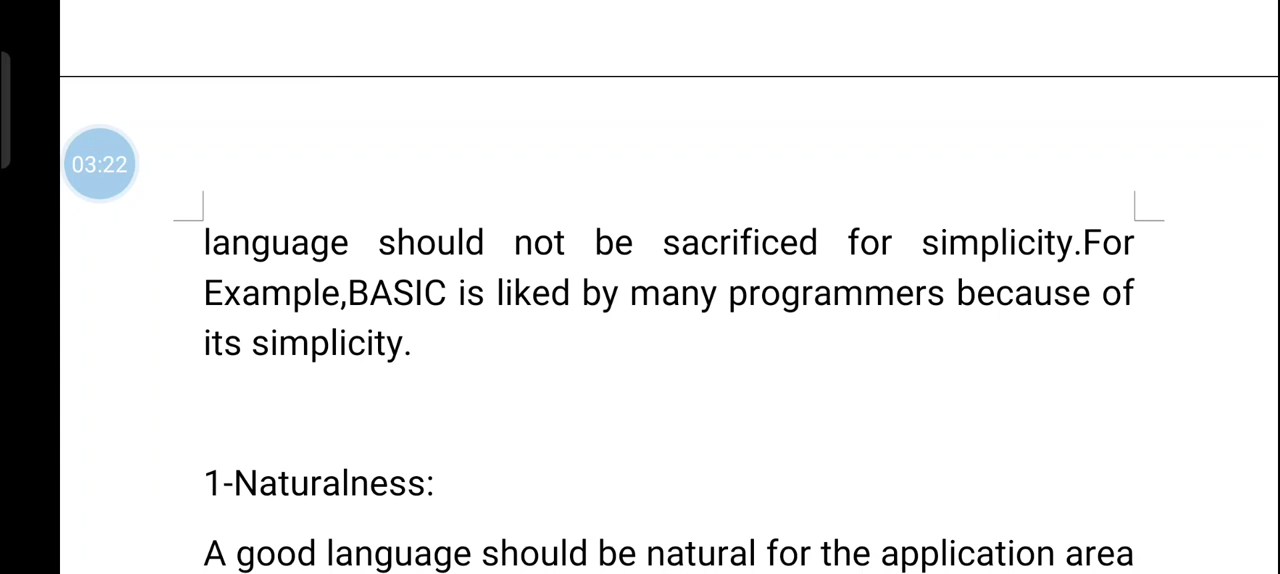 03:22
language should not be sacrificed for simplicity.For
Example,BASIC is liked by many programmers because of
its simplicity.
1-Naturalness:
A good language should be natural for the application area